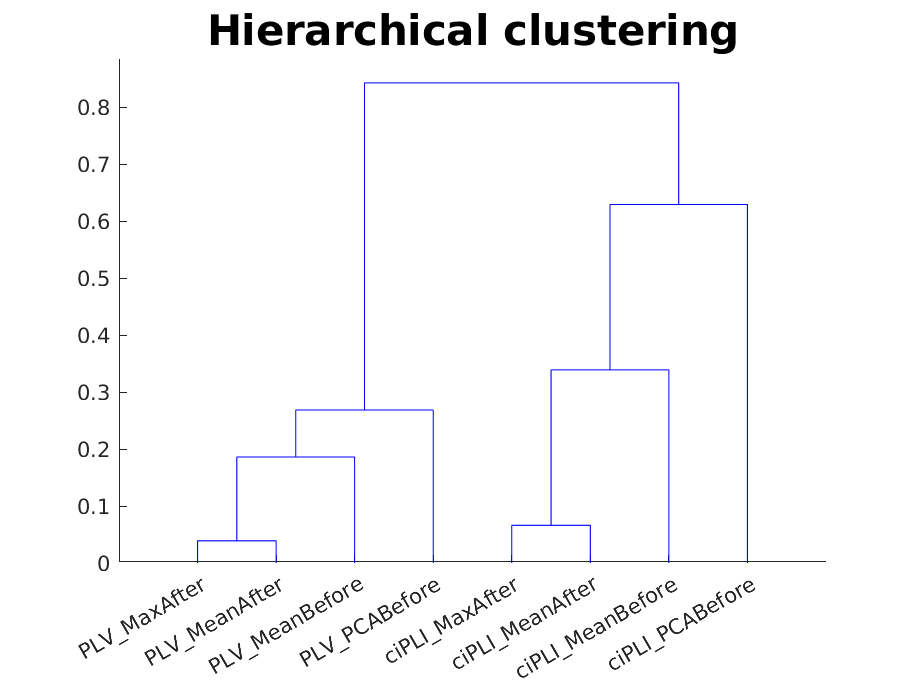 Hierarchical clustering
0.8
0.7
0.6
0.5
0.4
0.3
0.2
0.1
0
PLV_MaxAfter
PLV_MeanAfter
PLV_MeanBefore
PLV_PCABefore
ciPLI_MaxAfter
ciPLI_MeanAfter
ciPLI_MeanBefore
ciPLI_PCABefore